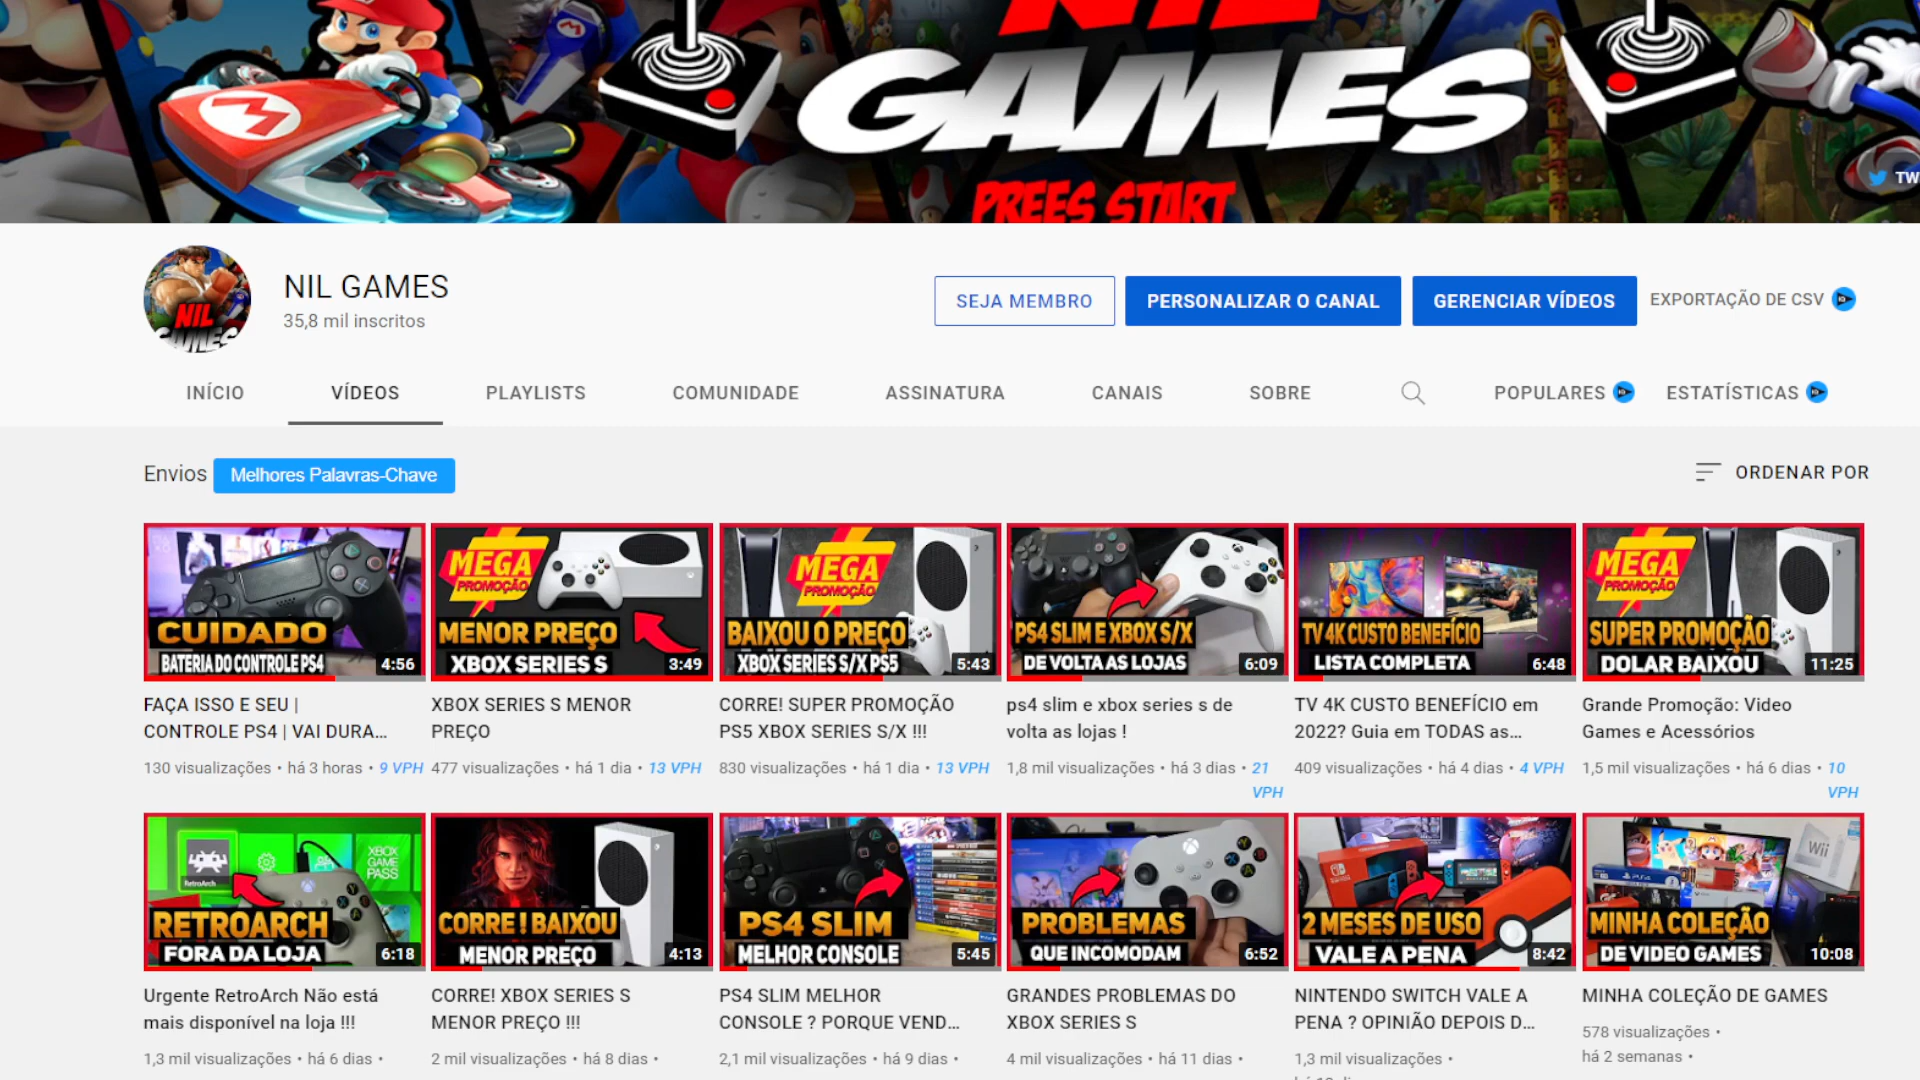 NIL
GAMES
PREES START
TW
NIL
GAMES
NIL GAMES
35,8 mil inscritos
SEJA MEMBRO
PERSONALIZAR O CANAL
GERENCIAR VÍDEOS
EXPORTAÇÃO DE CSV
INÍCIO
VÍDEOS
PLAYLISTS
COMUNIDADE
ASSINATURA
CANAIS
SOBRE
POPULARES
ESTATÍSTICAS
Envios
Melhores Palavras-Chave
ORDENAR POR
CUIDADO
BATERIA DO CONTROLE PS4
4:56
FAÇA ISSO E SEU |
CONTROLE PS4 | VAI DURA...
130 visualizações • há 3 horas • 9 VPH
MEGA
PROMOÇÃO
MENOR PREÇO
XBOX SERIES S
3:49
XBOX SERIES S MENOR
PREÇO
477 visualizações • há 1 dia • 13 VPH
MEGA
PROMOÇÃO
BAIXOU O PREÇO
XBOX SERIES S/X PS5
5:43
CORRE! SUPER PROMOÇÃO
PS5 XBOX SERIES S/X !!!
830 visualizações • há 1 dia • 13 VPH
PS4 SLIM E XBOX S/X
DE VOLTA AS LOJAS
6:09
ps4 slim e xbox series s de
volta as lojas !
1,8 mil visualizações • há 3 dias • 21
VPH
TV 4K CUSTO BENEFÍCIO
LISTA COMPLETA
6:48
TV 4K CUSTO BENEFÍCIO em
2022? Guia em TODAS as...
409 visualizações • há 4 dias • 4 VPH
MEGA
PROMOÇÃO
SUPER PROMOÇÃO
DOLAR BAIXOU
11:25
Grande Promoção: Video
Games e Acessórios
1,5 mil visualizações • há 6 dias • 10
VPH
RetroArch
XBOX
GAME
PASS
RETROARCH
FORA DA LOJA
6:18
Urgente RetroArch Não está
mais disponível na loja !!!
1,3 mil visualizações • há 6 dias •
CORRE ! BAIXOU
MENOR PREÇO
4:13
CORRE! XBOX SERIES S
MENOR PREÇO !!!
2 mil visualizações • há 8 dias •
PS4 SLIM
MELHOR CONSOLE
5:45
PS4 SLIM MELHOR
CONSOLE ? PORQUE VEND...
2,1 mil visualizações • há 9 dias •
PROBLEMAS
QUE INCOMODAM
6:52
GRANDES PROBLEMAS DO
XBOX SERIES S
4 mil visualizações • há 11 dias •
2 MESES DE USO
VALE A PENA
8:42
NINTENDO SWITCH VALE A
PENA ? OPINIÃO DEPOIS D...
1,3 mil visualizações •
Wii
PS4
MINHA COLEÇÃO
DE VIDEO GAMES
10:08
MINHA COLEÇÃO DE GAMES
578 visualizações •
há 2 semanas •